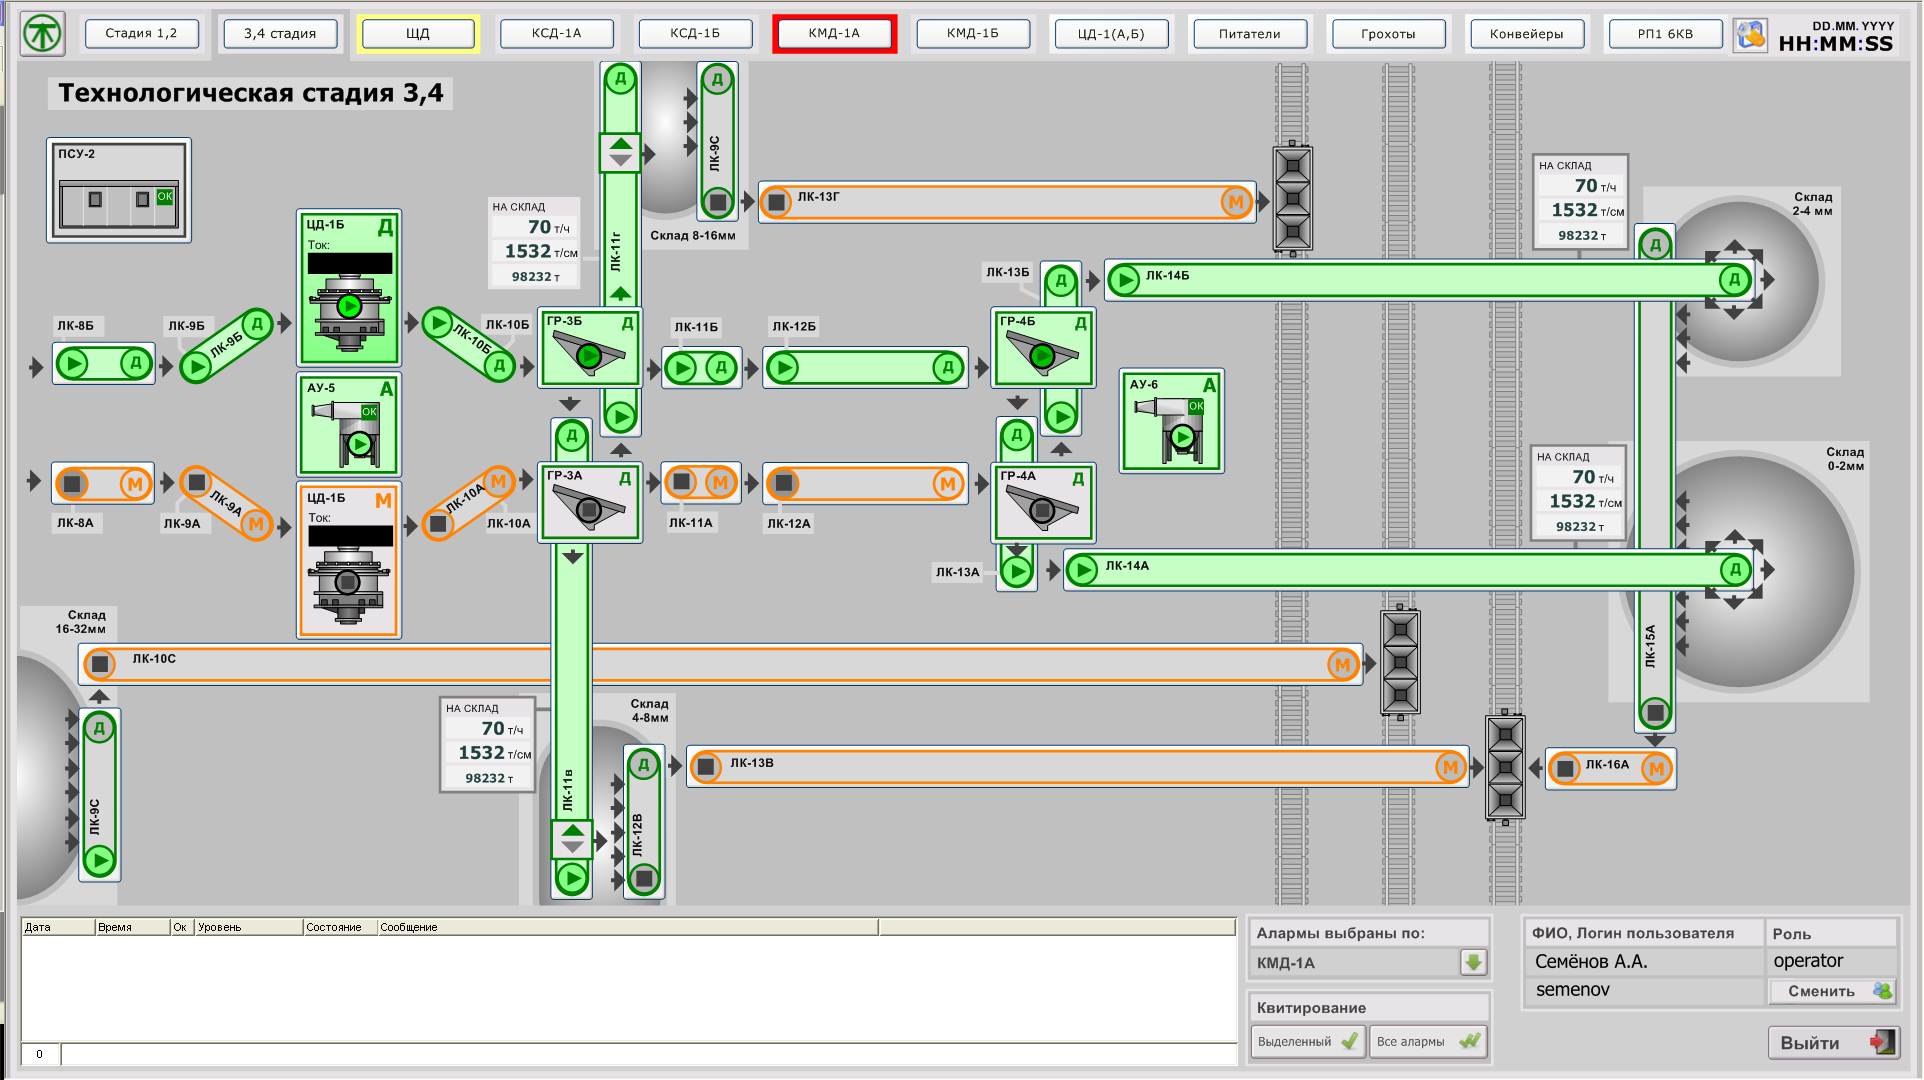 Стадия 1,2
3,4 стадия
ЩД
КСД-1А
КСД-1Б
КМД-1А
КМД-1Б
ЦД-1(А,Б)
Питатели
Грохоты
Конвейеры
РП1 6КВ
DD.MM.YYYY
HH:MM:SS
Технологическая стадия 3,4
ПСУ-2
OK
ЦД-1Б
Д
Ток:
НА СКЛАД
70 т/ч
1532 т/см
98232 т
Д
ЛК-11г
Д
ЛК-9С
Склад 8-16мм
ЛК-13Г
М
НА СКЛАД
70 т/ч
1532 т/см
98232 т
Склад
2-4 мм
Д
ЛК-13Б
Д
ЛК-14Б
Д
ЛК-8Б
Д
ЛК-9Б
ЛК-9Б
Д
ЛК-10Б
ЛК-10Б
Д
ГР-3Б
Д
ЛК-11Б
Д
ЛК-12Б
Д
ГР-4Б
Д
АУ-5
А
OK
АУ-6
А
OK
Д
Д
ЛК-8А
М
ЛК-9А
ЛК-9А
М
ЦД-1Б
М
Ток:
ЛК-10А
ЛК-10А
М
ГР-3А
Д
ЛК-11А
М
ЛК-12А
М
ГР-4А
Д
НА СКЛАД
70 т/ч
1532 т/см
98232 т
Склад
0-2мм
ЛК-13А
ЛК-14А
Д
Склад
16-32мм
ЛК-10С
М
ЛК-15А
НА СКЛАД
70 т/ч
1532 т/см
98232 т
Склад
4-8мм
Д
ЛК-9С
ЛК-11в
Д
ЛК-12В
ЛК-13В
М
ЛК-16А
М
Дата
Время
Ок
Уровень
Состояние
Сообщение
0
Алармы выбраны по:
КМД-1А
Квитирование
Выделенный
Все алармы
ФИО, Логин пользователя
Роль
Семёнов А.А.
operator
semenov
Сменить
Выйти